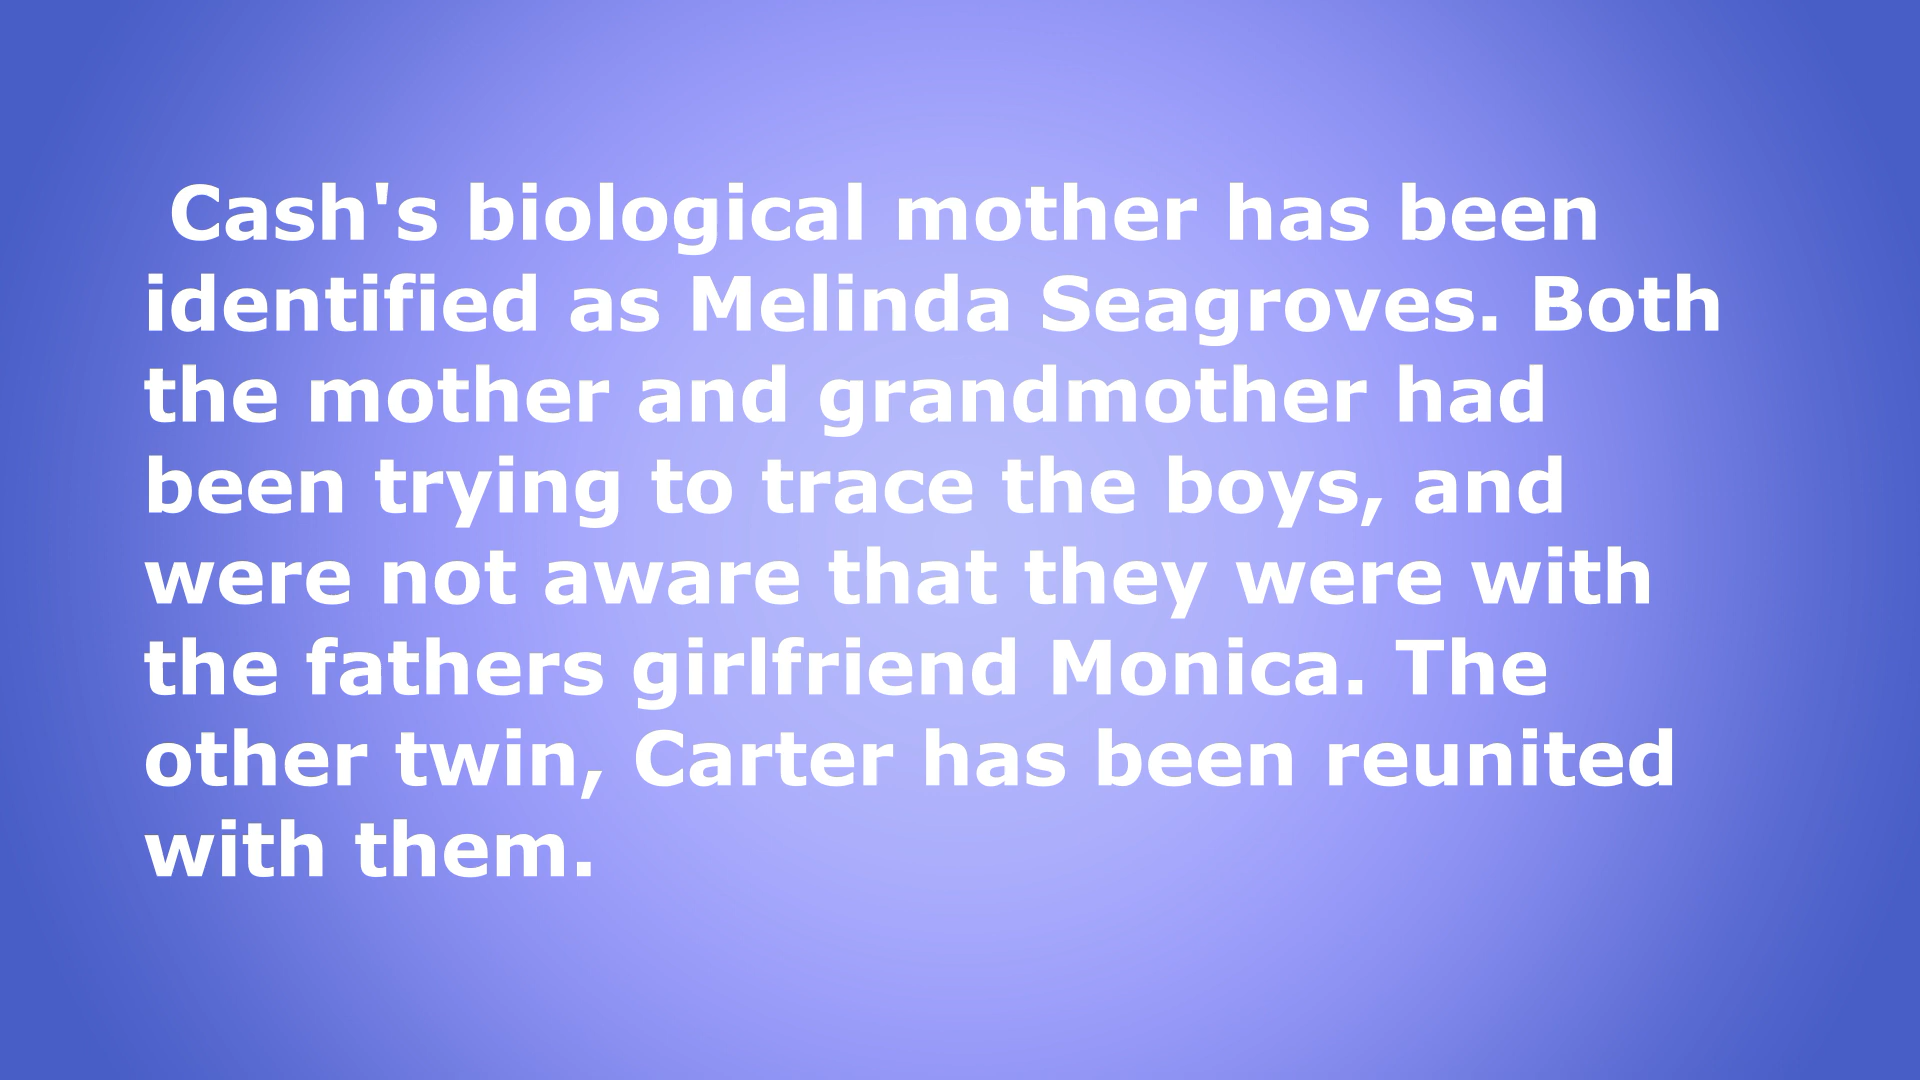 Cash's biological mother has been
identified as Melinda Seagroves. Both
the mother and grandmother had
been trying to trace the boys, and
were not aware that they were with
the fathers girlfriend Monica. The
other twin, Carter has been reunited
with them.